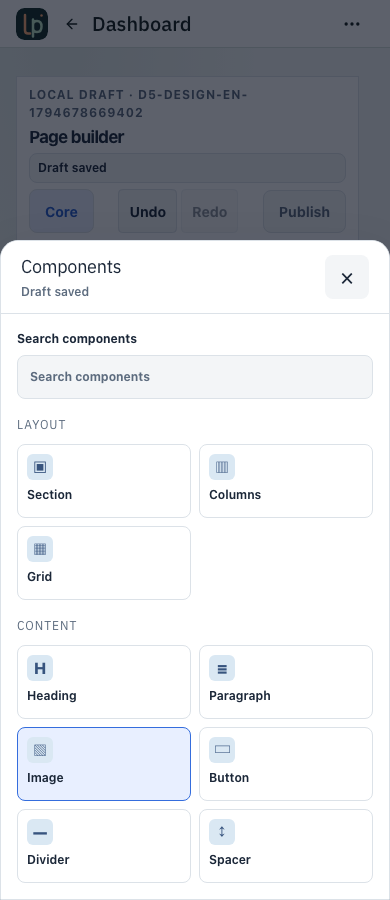 lp
Dashboard
LOCAL DRAFT · D5-DESIGN-EN-
1794678669402
Page builder
Draft saved
Core
Undo
Redo
Publish
Components
Draft saved
Search components
Search components
LAYOUT
Section
Columns
Grid
CONTENT
H
Heading
Paragraph
Image
Button
Divider
Spacer